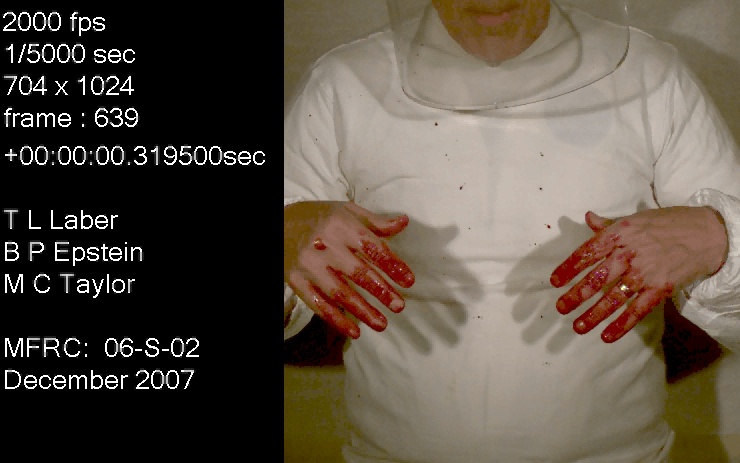 2000 fps
1/5000 sec
704 x 1024
frame : 639
+00:00:00.319500sec
T L Laber
B P Epstein
M C Taylor
MFRC: 06-S-02
December 2007